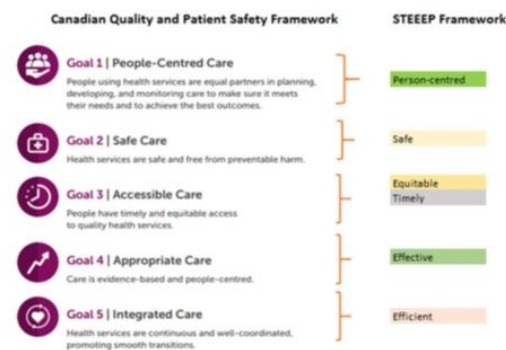 Canadian Quality and Patient Safety Framework
STEEEP Framework
Goal 1 | People-Centred Care
People using health services are equal partners in planning,
developing, and monitoring care to make sure it meets
their needs and to achieve the best outcomes.
Person-centred
Goal 2 | Safe Care
Health services are safe and free from preventable harm.
Safe
Goal 3 | Accessible Care
People have timely and equitable access
to quality health services.
Equitable
Timely
Goal 4 | Appropriate Care
Care is evidence-based and people-centred.
Effective
Goal 5 | Integrated Care
Health services are continuous and well-coordinated,
promoting smooth transitions.
Efficient